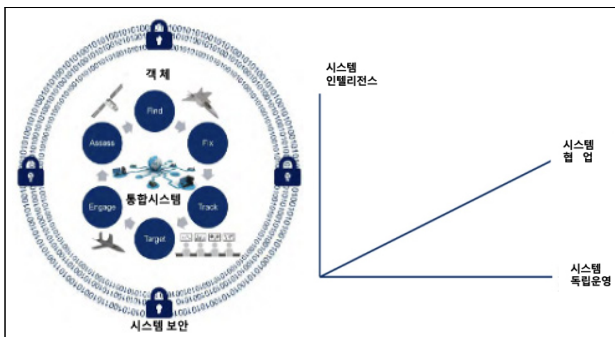 객 체
Find
Fix
Track
Target
Engage
Assess
통합시스템
시스템 보안
시스템
인텔리전스
시스템
협 업
시스템
독립운영